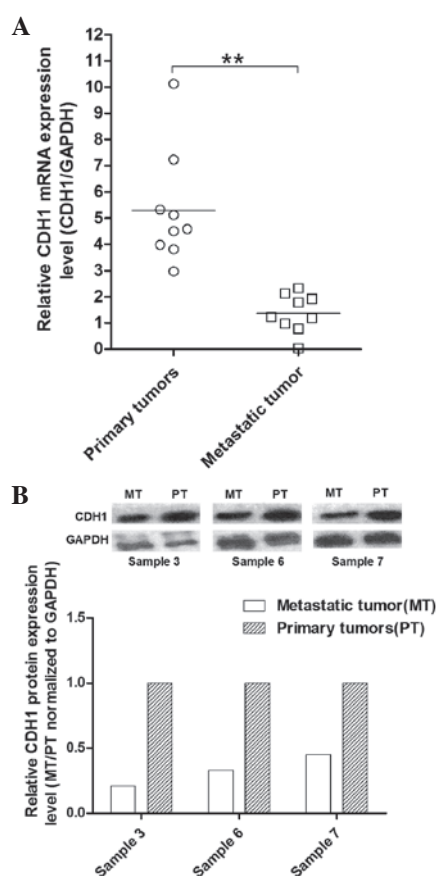 A
**
Relative CDH1 mRNA expression
level (CDH1/GAPDH)
12
11
10
9
8
7
6
5
4
3
2
1
0
Primary tumors
Metastatic tumor
B
MT PT MT PT MT PT
CDH1
GAPDH
Sample 3 Sample 6 Sample 7
Metastatic tumor(MT)
Primary tumors(PT)
Relative CDH1 protein expression
level (MT/PT normalized to GAPDH)
1.5
1.0
0.5
0.0
Sample 3
Sample 6
Sample 7